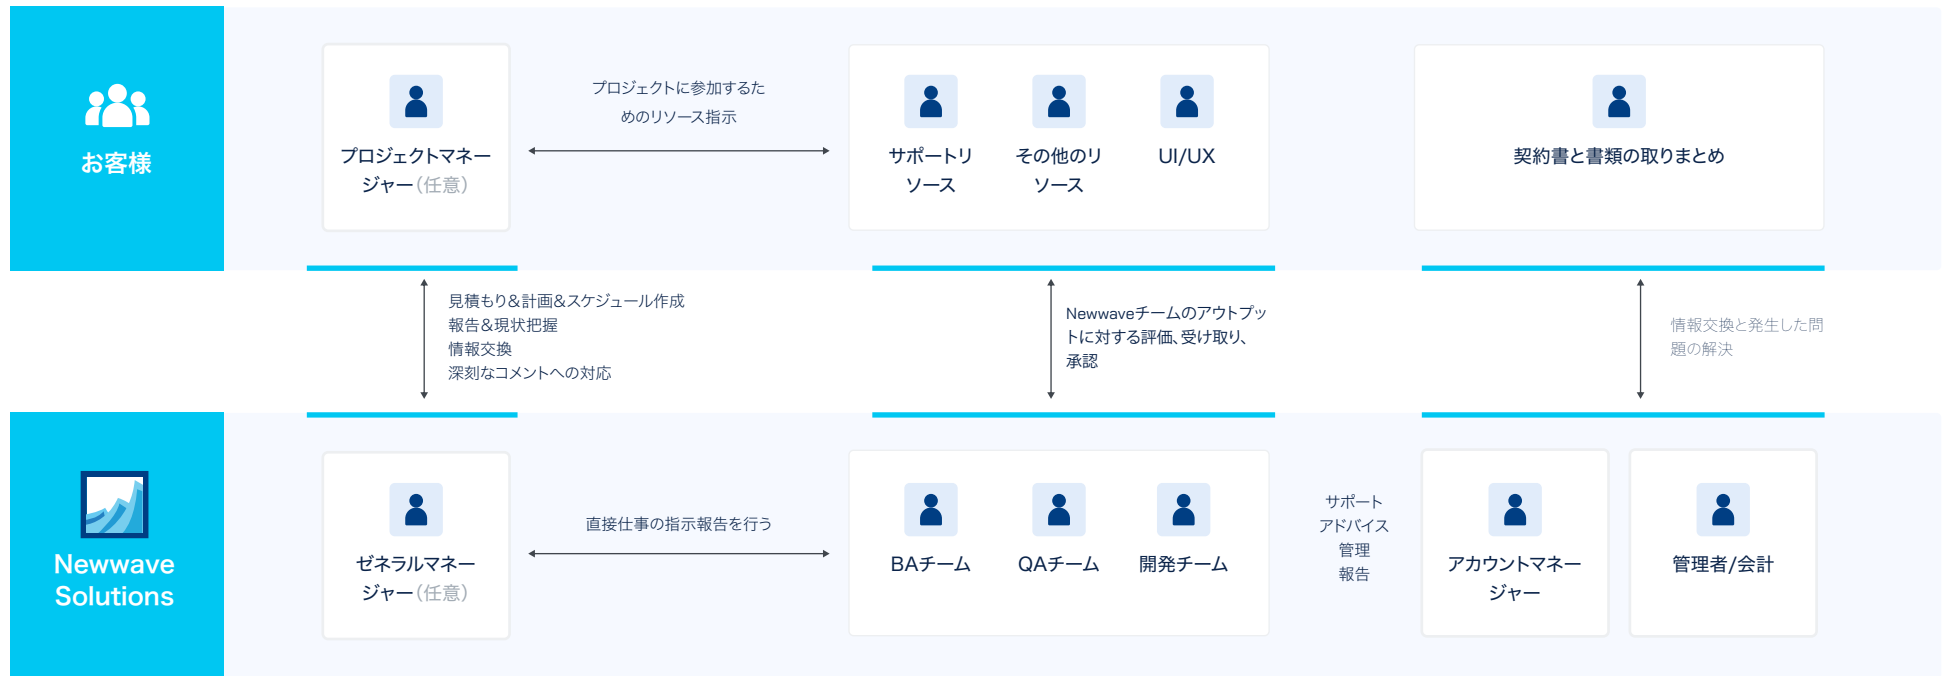 お客様
プロジェクトマネー
ジャー（任意）
プロジェクトに参加するた
めのリソース指示
サポートリ
ソース
その他のリ
ソース
UI/UX
契約書と書類の取りまとめ
見積もり&計画&スケジュール作成
報告&現状把握
情報交換
深刻なコメントへの対応
Newwaveチームのアウトプッ
トに対する評価、受け取り、
承認
情報交換と発生した問
題の解決
Newwave
Solutions
ゼネラルマネー
ジャー（任意）
直接仕事の指示報告を行う
BAチーム
QAチーム
開発チーム
サポート
アドバイス
管理
報告
アカウントマネー
ジャー
管理者/会計